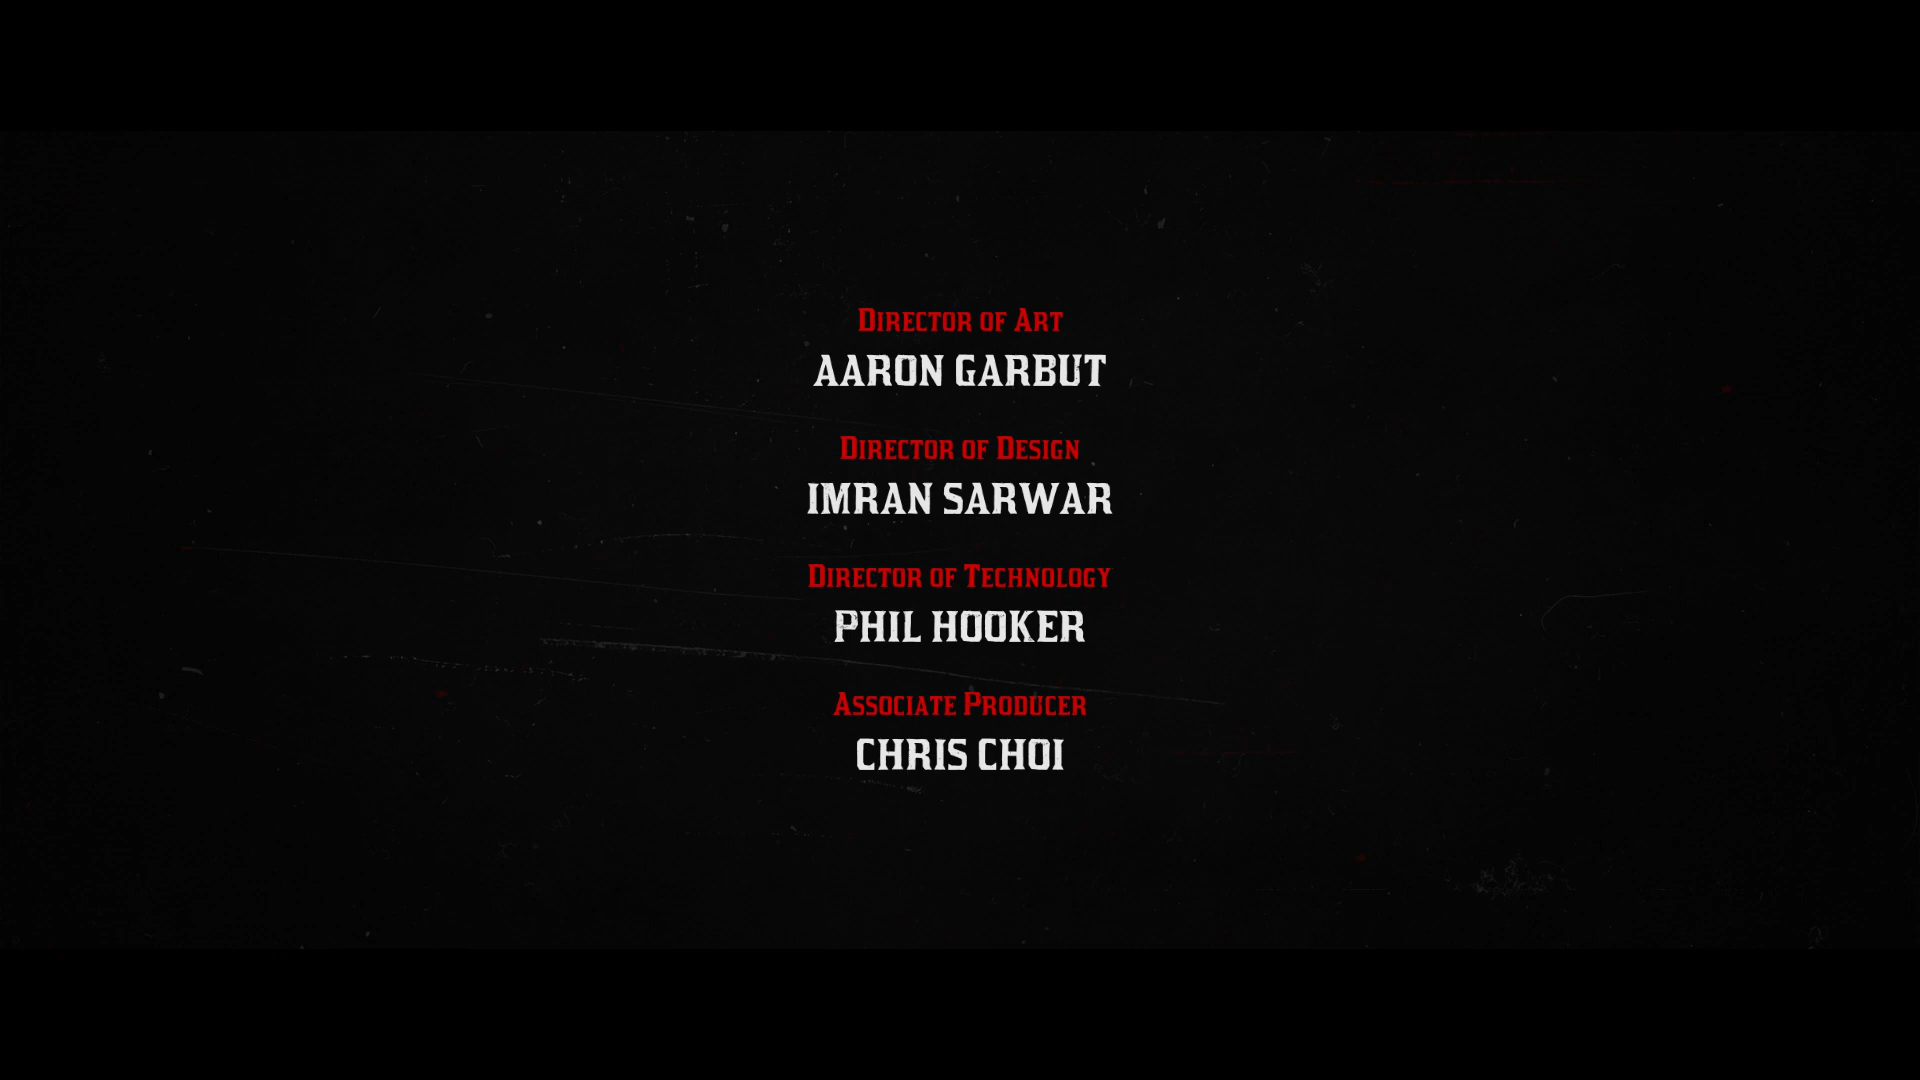 Director of Art
AARON GARBUT
Director of Design
IMRAN SARWAR
Director of Technology
PHIL HOOKER
Associate Producer
CHRIS CHOI